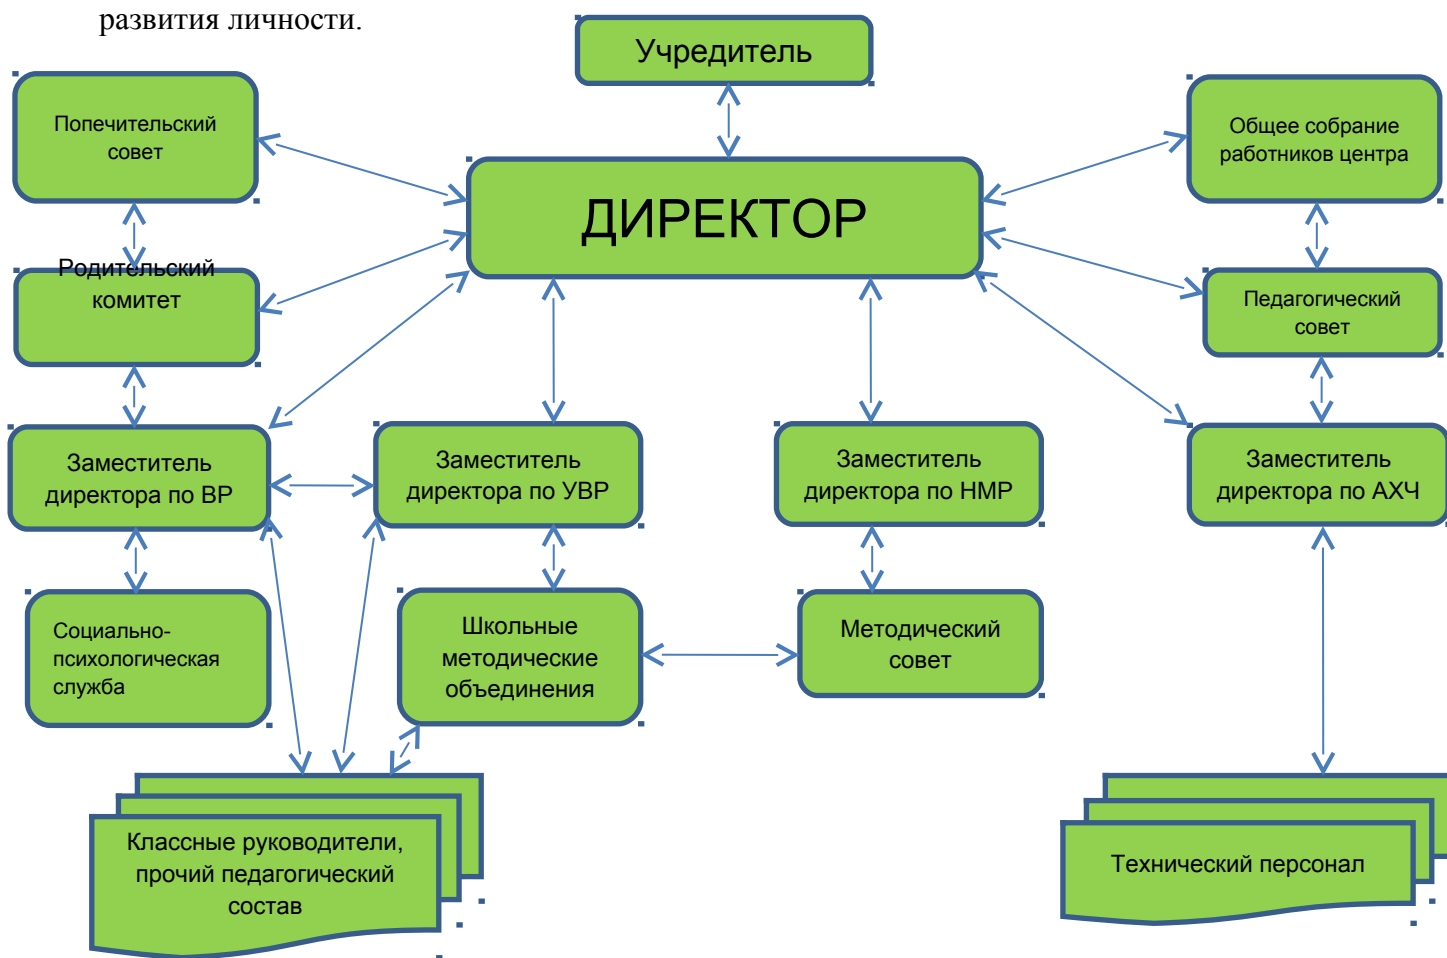 развития личности.
Учредитель
Попечительский
совет
Общее собрание
работников центра
ДИРЕКТОР
Родительский
комитет
Педагогический
совет
Заместитель
директора по ВР
Заместитель
директора по УВР
Заместитель
директора по НМР
Заместитель
директора по АХЧ
Социально-
психологическая
служба
Школьные
методические
объединения
Методический
совет
Классные руководители,
прочий педагогический
состав
Технический персонал